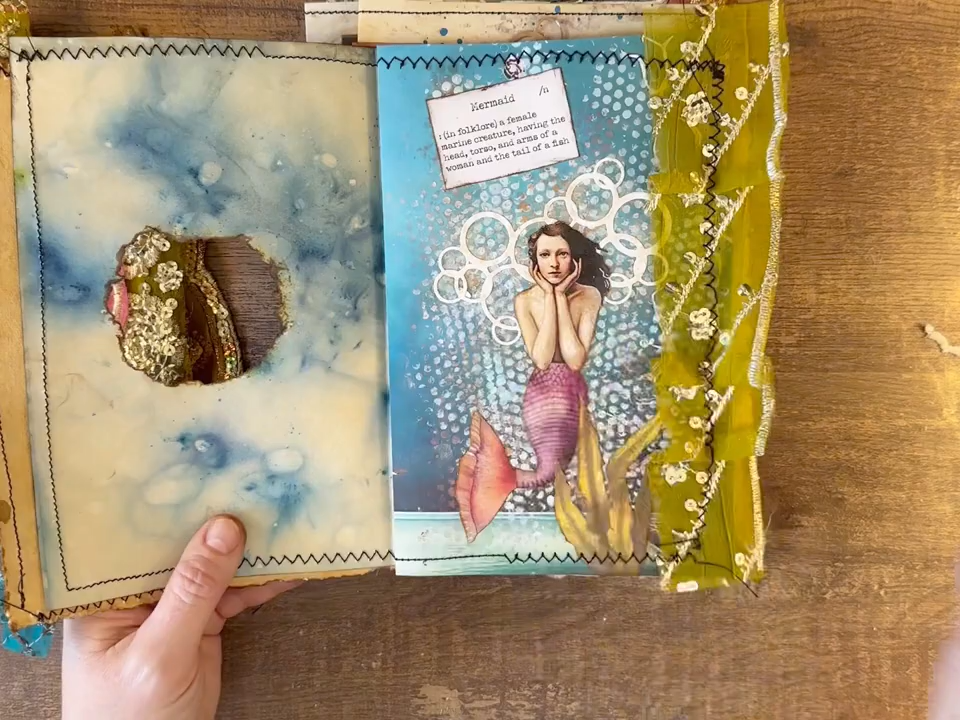 Mermaid /n
: (in folklore) a female
marine creature, having the
head, torso, and arms of a
woman and the tail of a fish